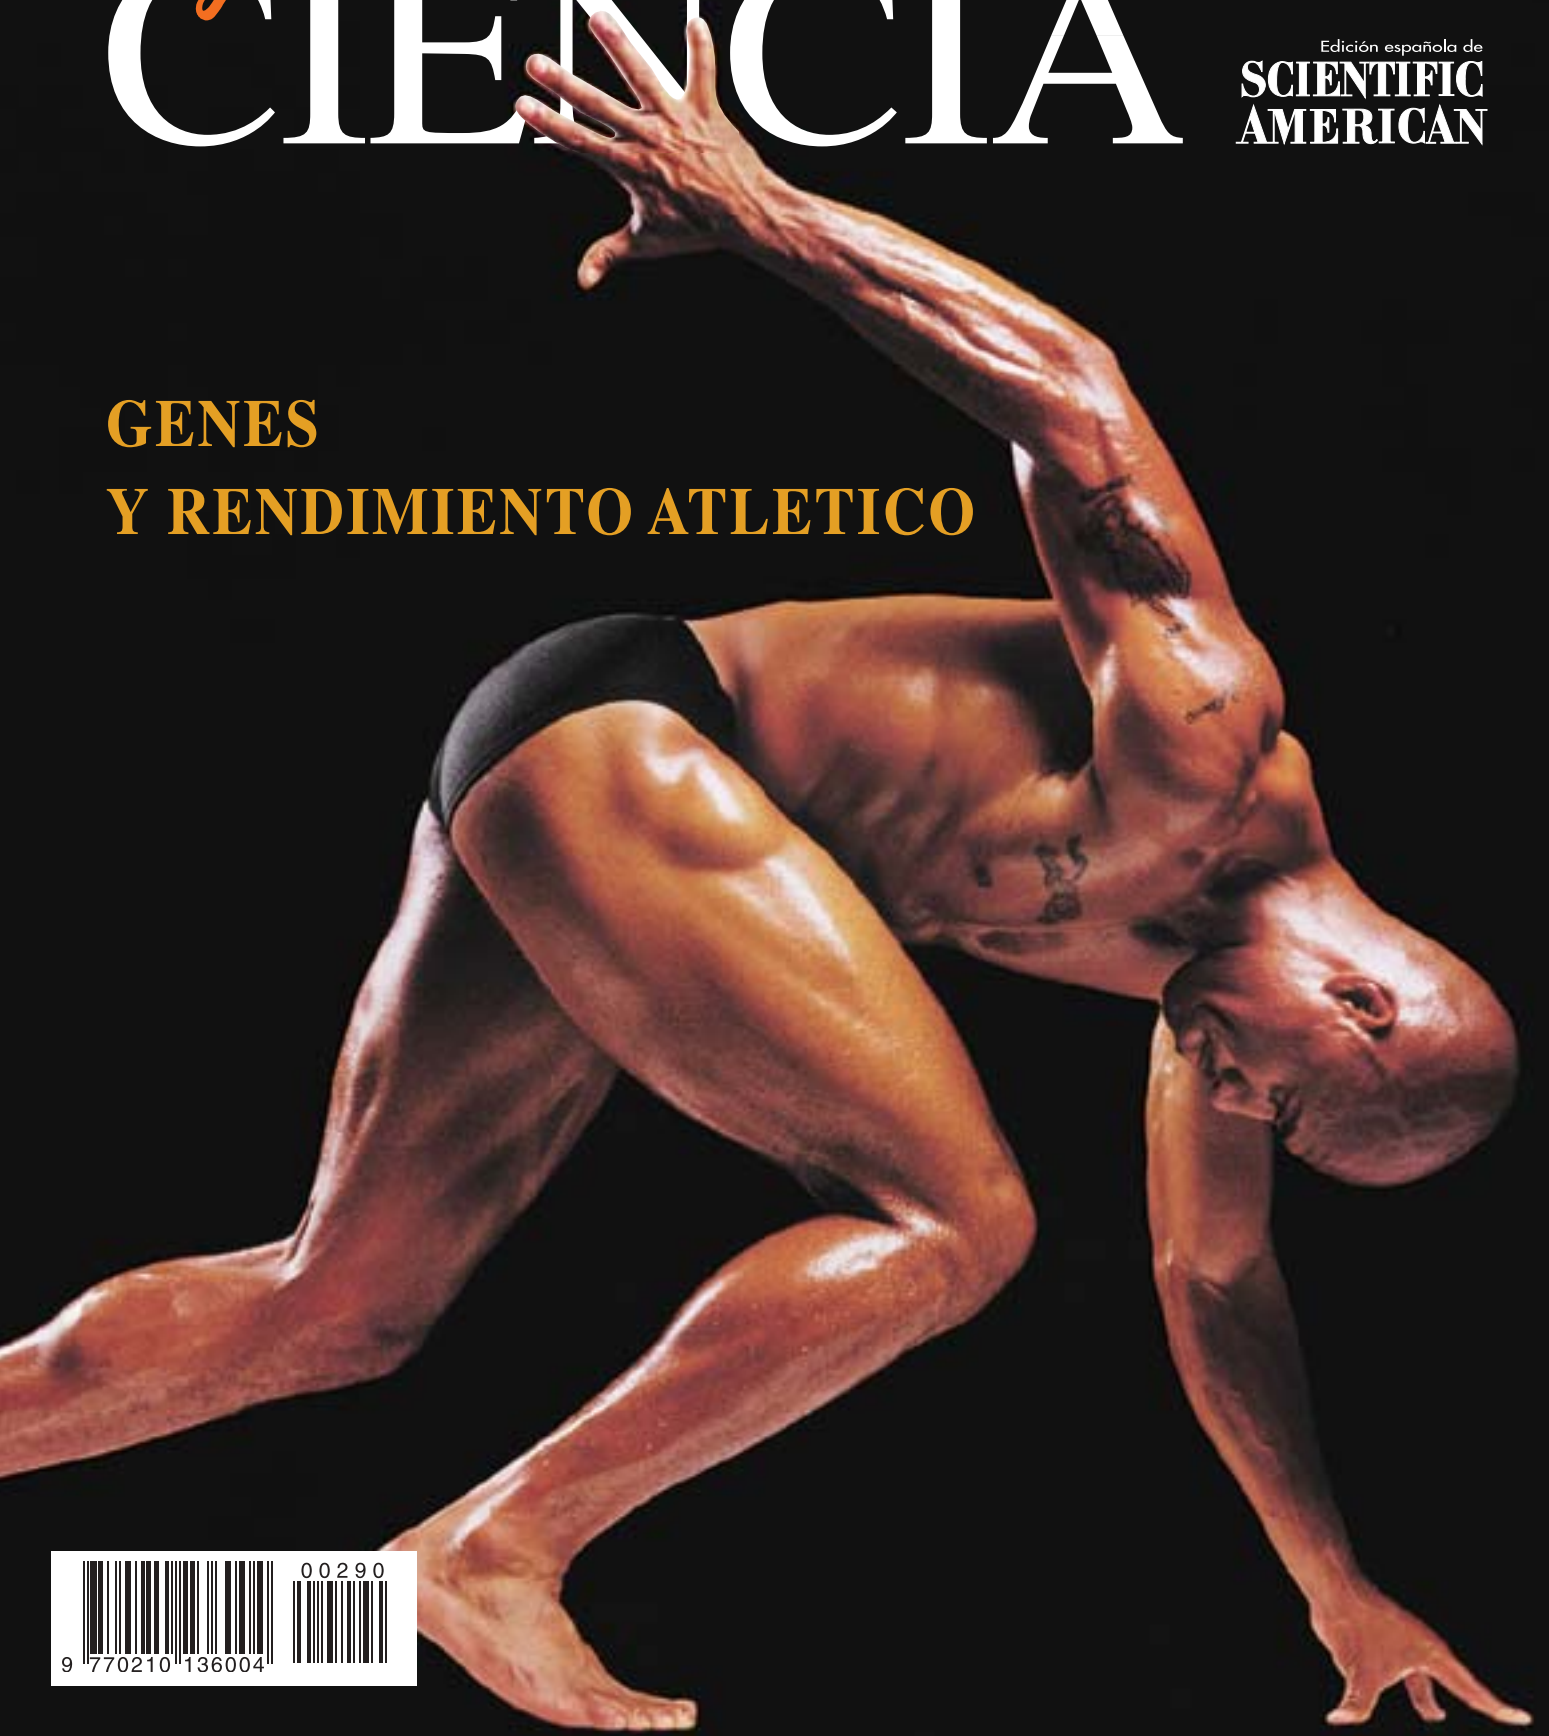 CIENCIA
Edición española de
SCIENTIFIC
AMERICAN
GENES
Y RENDIMIENTO ATLETICO
00290
9 770210 136004